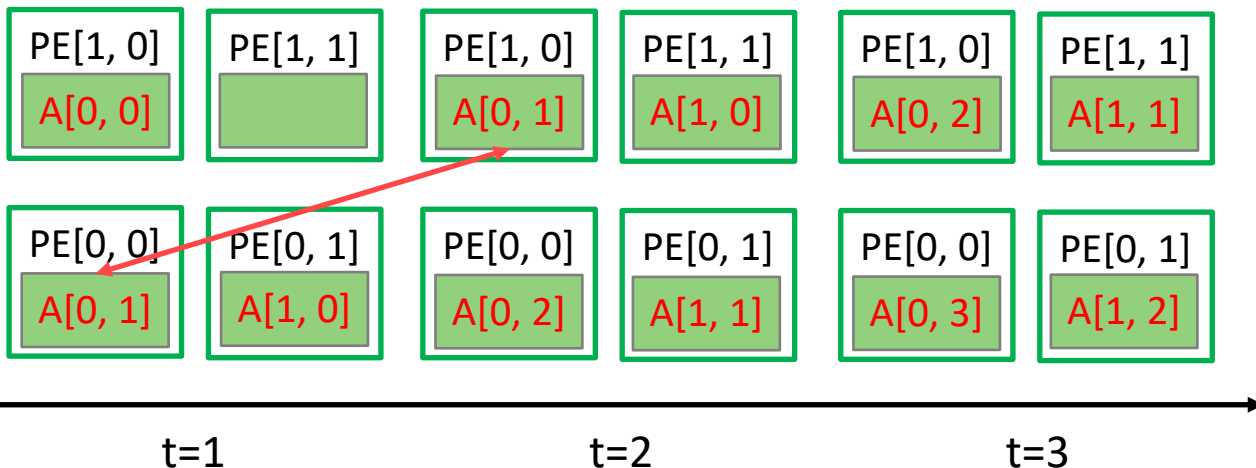 PE[1, 0] PE[1, 1] PE[1, 0] PE[1, 1] PE[1, 0] PE[1, 1]
A[0, 0] A[0, 1] A[1, 0] A[0, 2] A[1, 1]
PE[0, 0] PE[0, 1] PE[0, 0] PE[0, 1] PE[0, 0] PE[0, 1]
A[0, 1] A[1, 0] A[0, 2] A[1, 1] A[0, 3] A[1, 2]
t=1 t=2 t=3